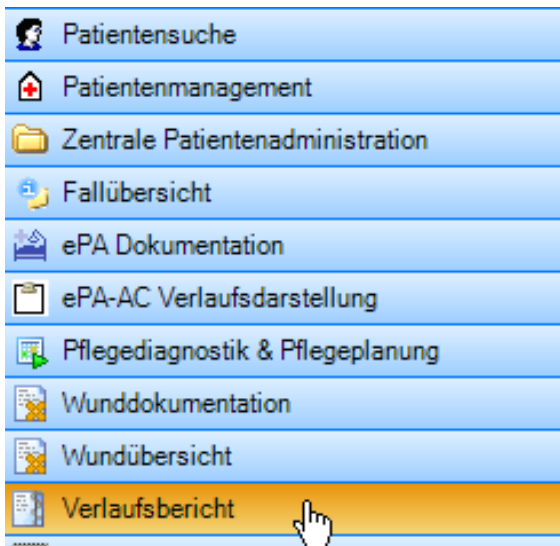 Patientensuche
Patientenmanagement
Zentrale Patientenadministration
Fallübersicht
ePA Dokumentation
ePA-AC Verlaufsdarstellung
Pflegediagnostik & Pflegeplanung
Wunddokumentation
Wundübersicht
Verlaufsbericht